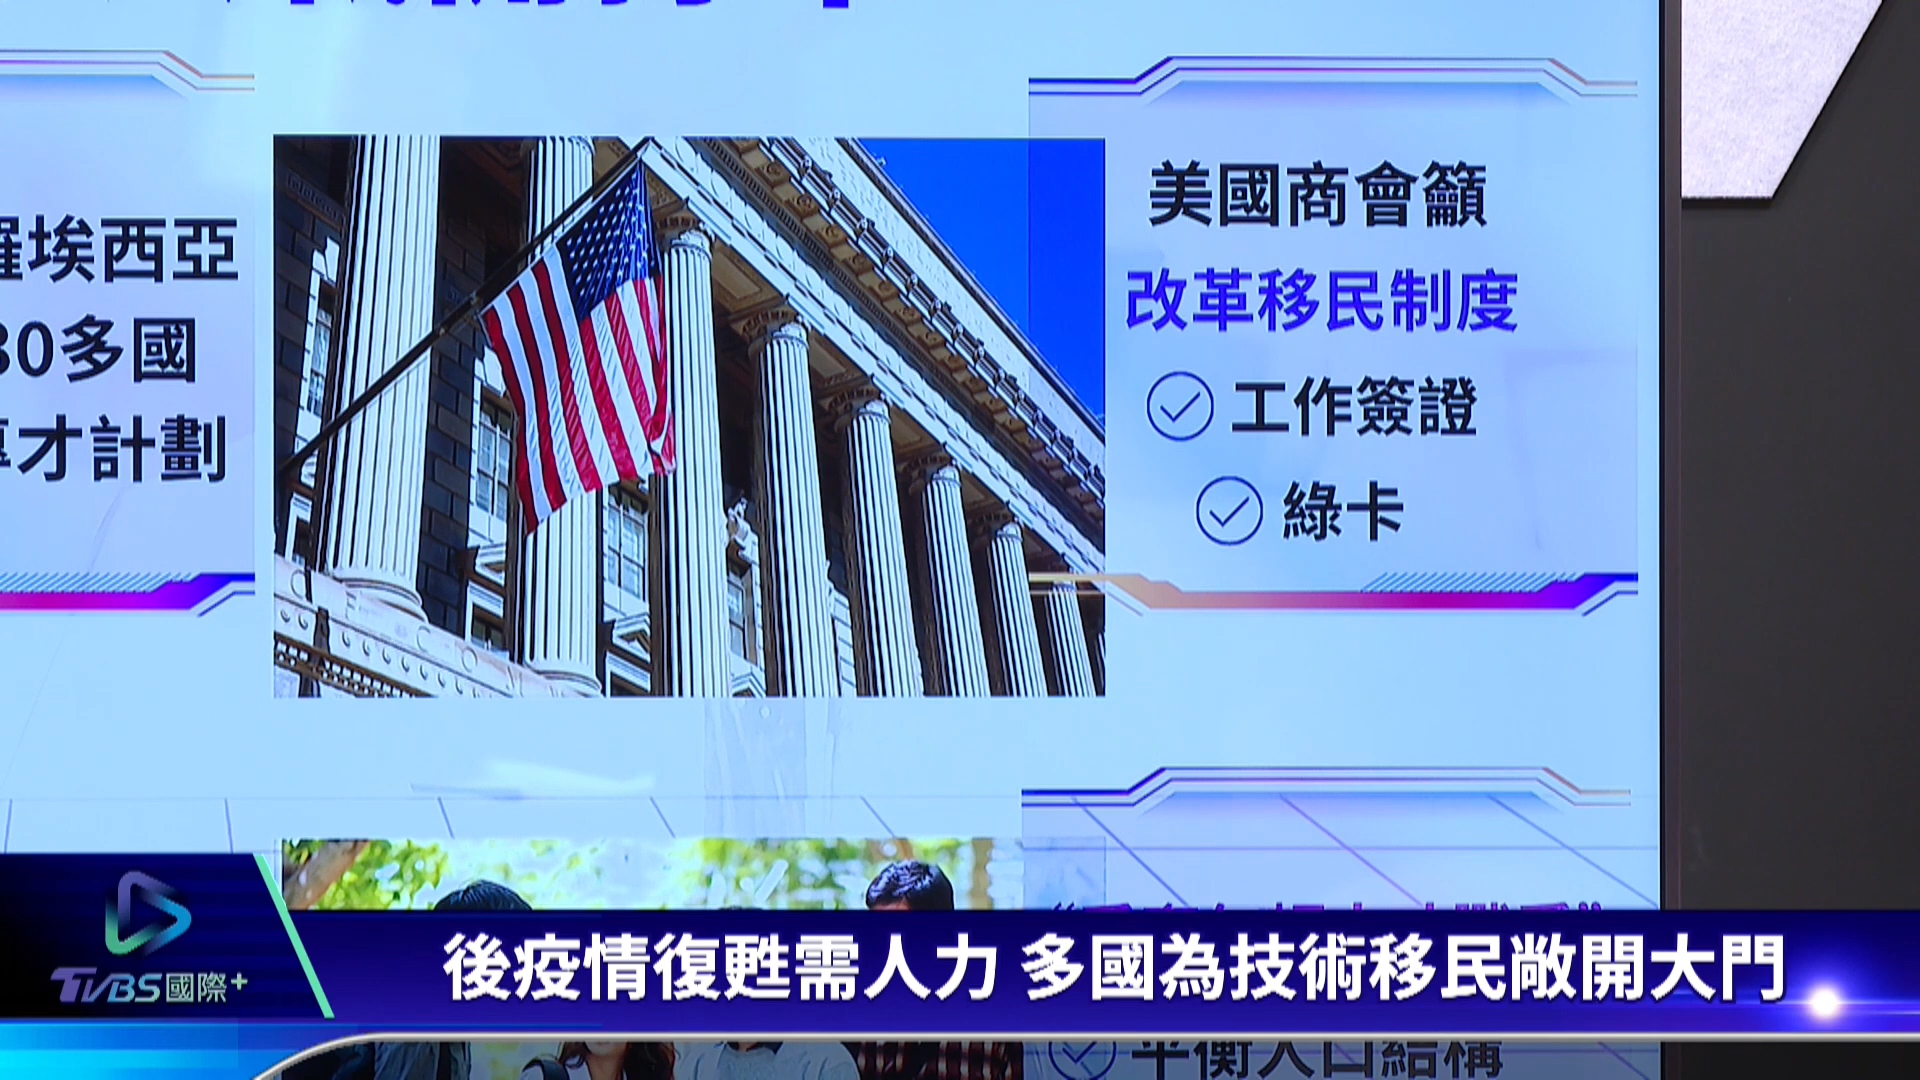 羅埃西亞
30多國
專才計劃
美國商會籲
改革移民制度
工作簽證
綠卡
後疫情復甦需人力 多國為技術移民敞開大門
TVBS國際+
平衡人口結構